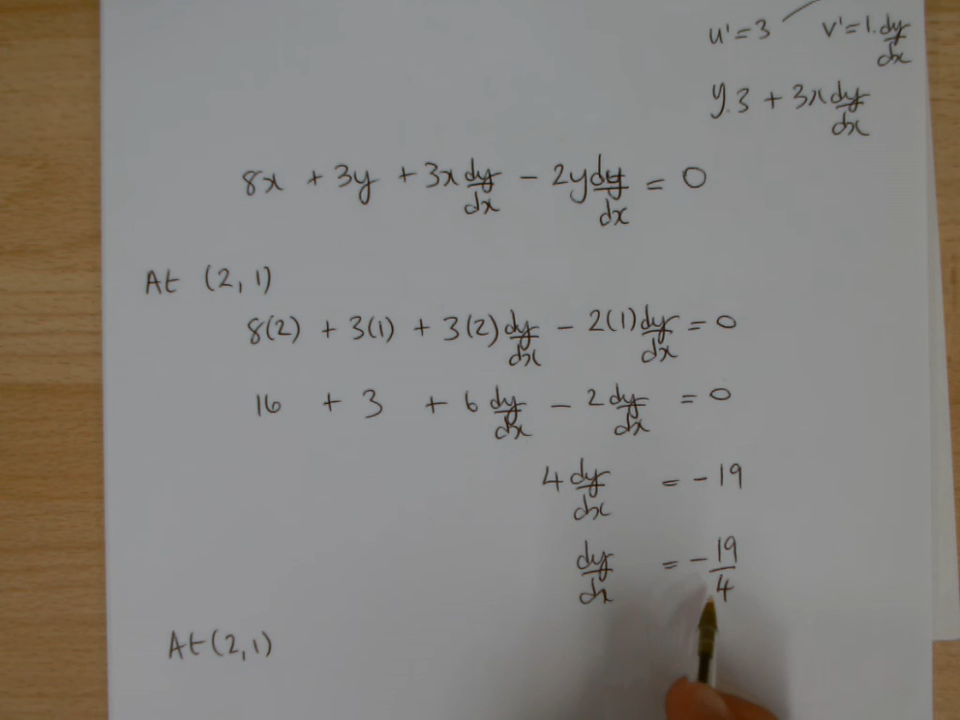 u'=3 v'=1.dy/dx
y.3 + 3x dy/dx
8x + 3y + 3x dy/dx - 2y dy/dx = 0
At (2,1)
8(2) + 3(1) + 3(2) dy/dx - 2(1) dy/dx = 0
16 + 3 + 6 dy/dx - 2 dy/dx = 0
4 dy/dx = -19
dy/dx = -19/4
At (2,1)